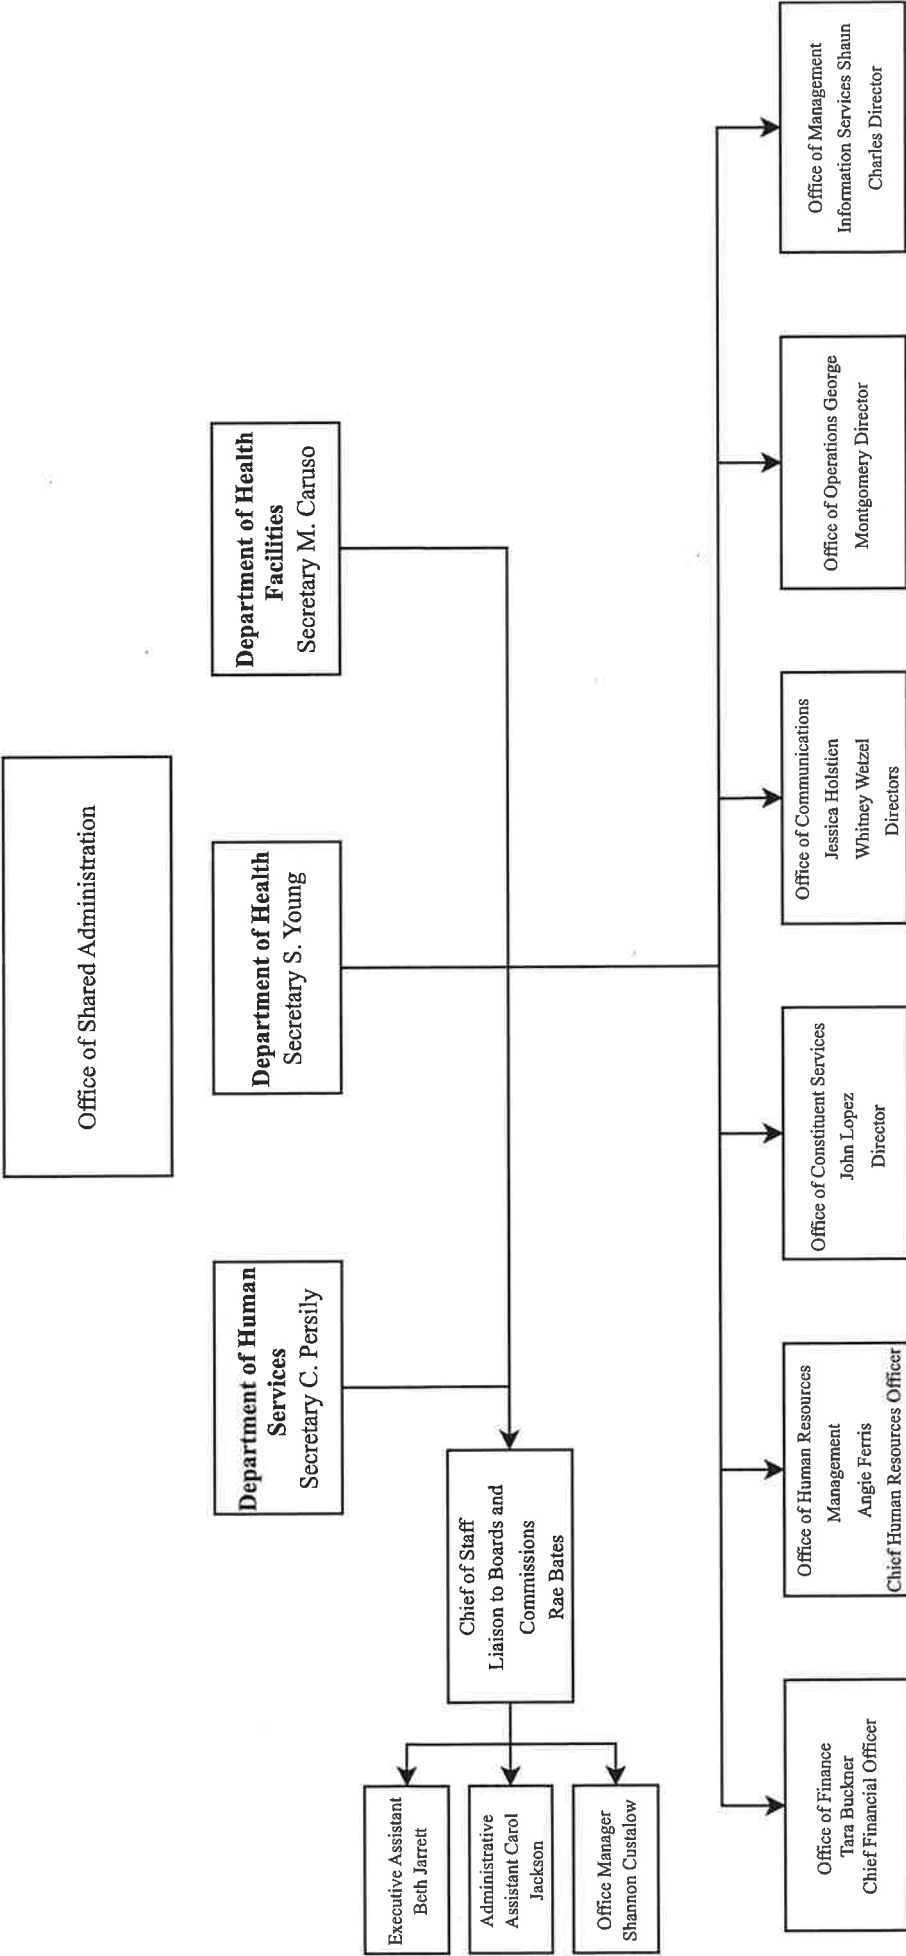 Office of Shared Administration
Department of Human
Services
Secretary C. Persily
Department of Health
Secretary S. Young
Department of Health
Facilities
Secretary M. Caruso
Chief of Staff
Liaison to Boards and
Commissions
Rae Bates
Executive Assistant
Beth Jarrett
Administrative
Assistant Carol
Jackson
Office Manager
Shannon Custalow
Office of Finance
Tara Buckner
Chief Financial Officer
Office of Human Resources
Management
Angie Ferris
Chief Human Resources Officer
Office of Constituent Services
John Lopez
Director
Office of Communications
Jessica Holstien
Whitney Wetzel
Directors
Office of Operations George
Montgomery Director
Office of Management
Information Services Shaun
Charles Director